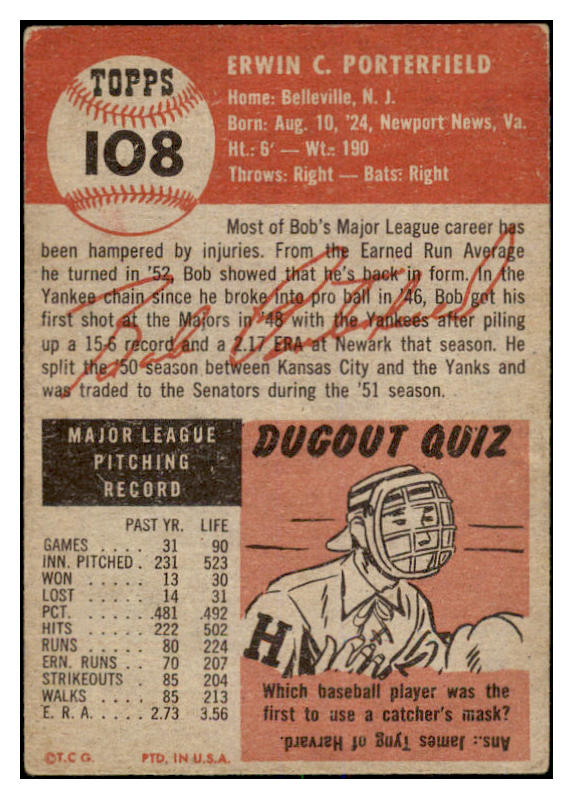 TOPPS
108
ERWIN C. PORTERFIELD
Home: Belleville, N. J.
Born: Aug. 10, '24, Newport News, Va.
Ht.: 6' — Wt.: 190
Throws: Right — Bats: Right
Most of Bob's Major League career has
been hampered by injuries. From the Earned Run Average
he turned in '52, Bob showed that he's back in form. In the
Yankee chain since he broke into pro ball in '46, Bob got his
first shot at the Majors in '48 with the Yankees after piling
up a 15-6 record and a 2.17 ERA at Newark that season. He
split the '50 season between Kansas City and the Yanks and
was traded to the Senators during the '51 season.
Bob Porterfield
MAJOR LEAGUE
PITCHING
RECORD
PAST YR. LIFE
GAMES . . . . 31 90
INN. PITCHED . 231 523
WON . . . . . 13 30
LOST . . . . . 14 31
PCT. . . . . . .481 .492
HITS . . . . . 222 502
RUNS . . . . . 80 224
ERN. RUNS . . 70 207
STRIKEOUTS . 85 204
WALKS . . . . 85 213
E. R. A. . . . . 2.73 3.56
©T.C.G. PTD. IN U.S.A.
DUGOUT QUIZ
H
Which baseball player was the
first to use a catcher's mask?
Ans.: James Tyng of Harvard.